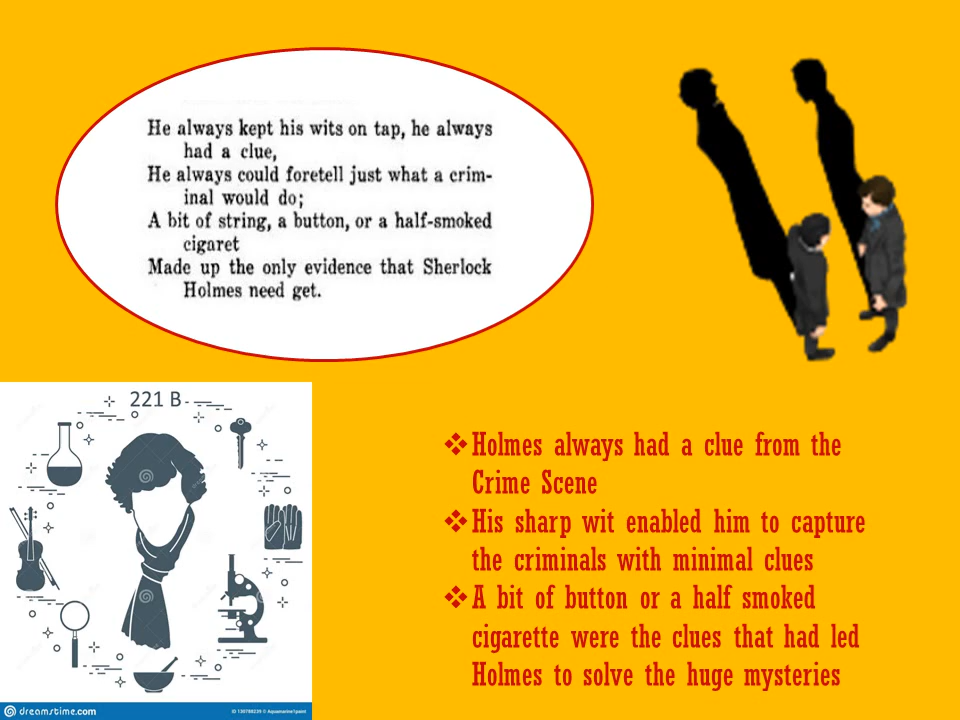 He always kept his wits on tap, he always
had a clue,
He always could foretell just what a crim-
inal would do;
A bit of string, a button, or a half-smoked
cigaret
Made up the only evidence that Sherlock
Holmes need get.
221 B
❖ Holmes always had a clue from the
Crime Scene
❖ His sharp wit enabled him to capture
the criminals with minimal clues
❖ A bit of button or a half smoked
cigarette were the clues that had led
Holmes to solve the huge mysteries
dreamstime.com
ID 130788239 © Aquamarine1paint